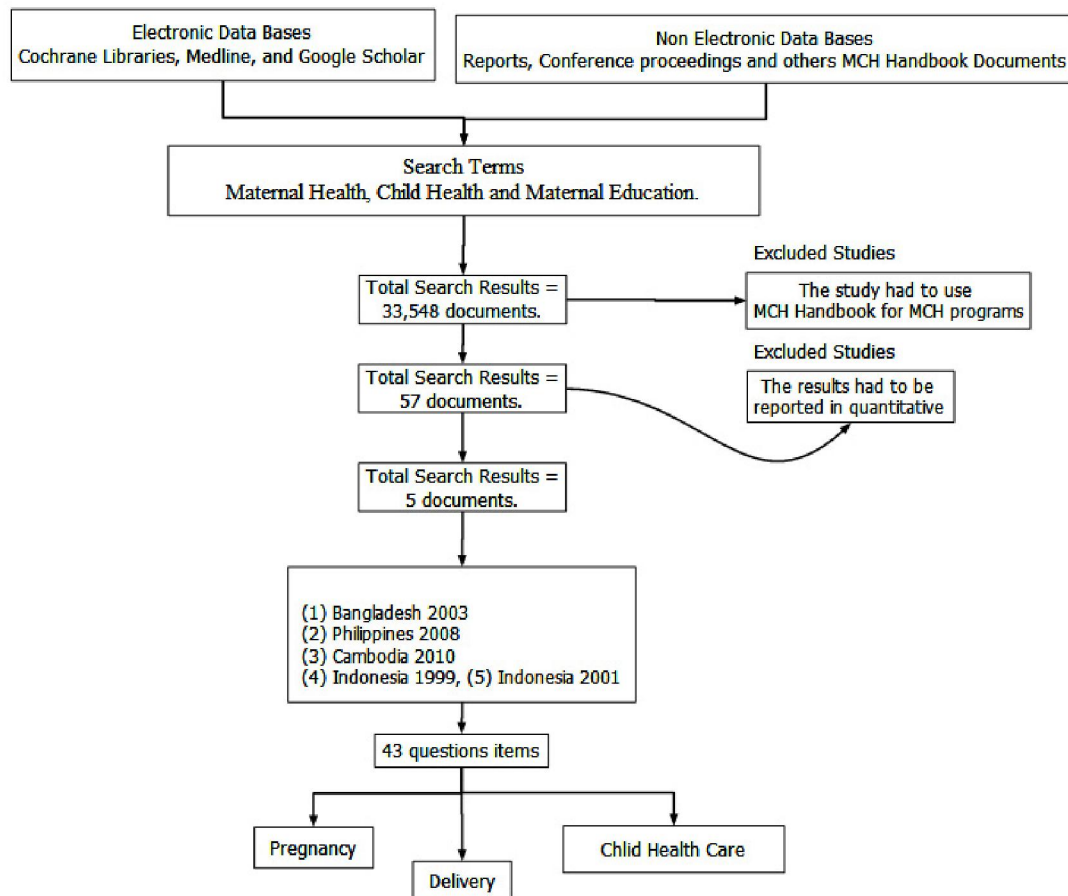 Electronic Data Bases
Cochrane Libraries, Medline, and Google Scholar
Non Electronic Data Bases
Reports, Conference proceedings and others MCH Handbook Documents
Search Terms
Maternal Health, Child Health and Maternal Education.
Total Search Results =
33,548 documents.
Excluded Studies
The study had to use
MCH Handbook for MCH programs
Total Search Results =
57 documents.
Excluded Studies
The results had to be
reported in quantitative
Total Search Results =
5 documents.
(1) Bangladesh 2003
(2) Philippines 2008
(3) Cambodia 2010
(4) Indonesia 1999, (5) Indonesia 2001
43 questions items
Pregnancy
Delivery
Chlid Health Care